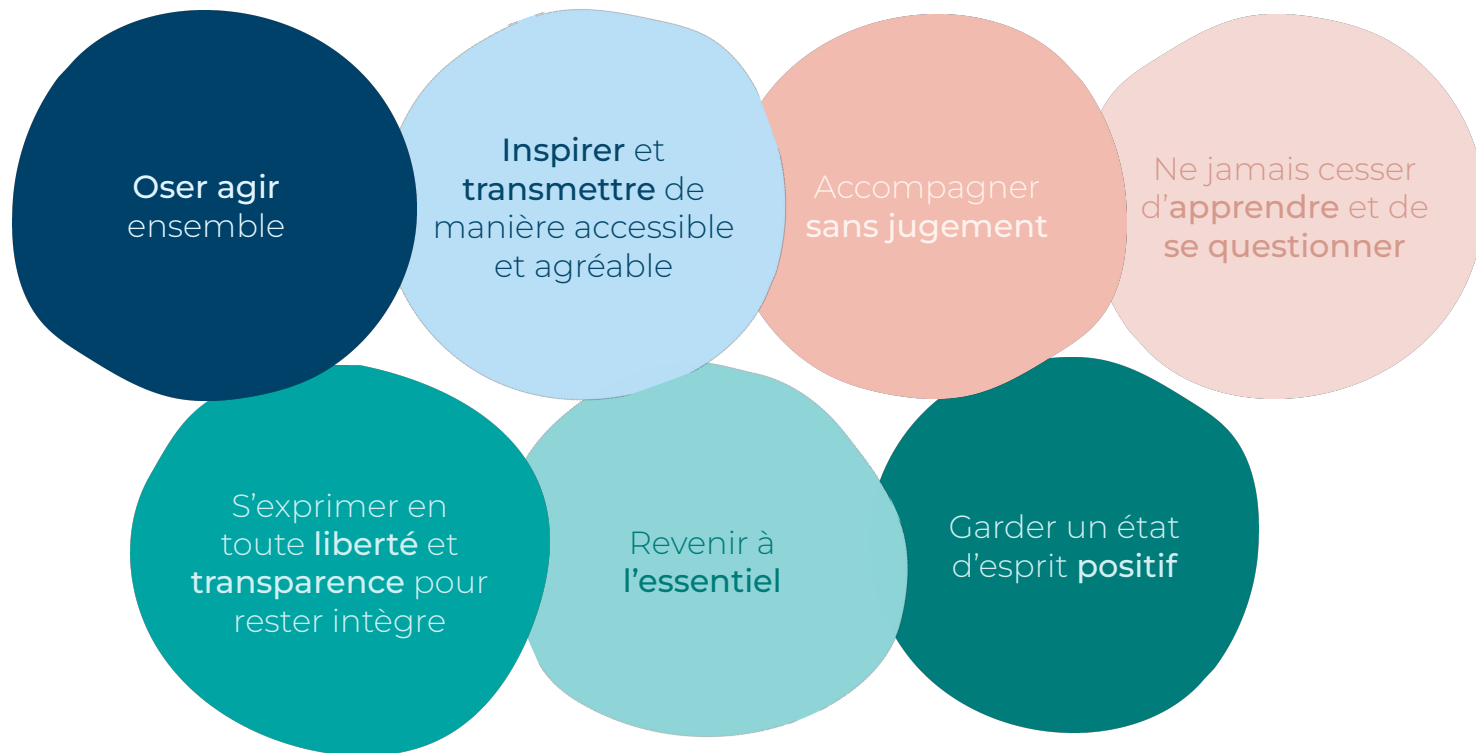 Oser agir
ensemble
Inspirer et
transmettre de
manière accessible
et agréable
Accompagner
sans jugement
Ne jamais cesser
d’apprendre et de
se questionner
S’exprimer en
toute liberté et
transparence pour
rester intègre
Revenir à
l’essentiel
Garder un état
d’esprit positif